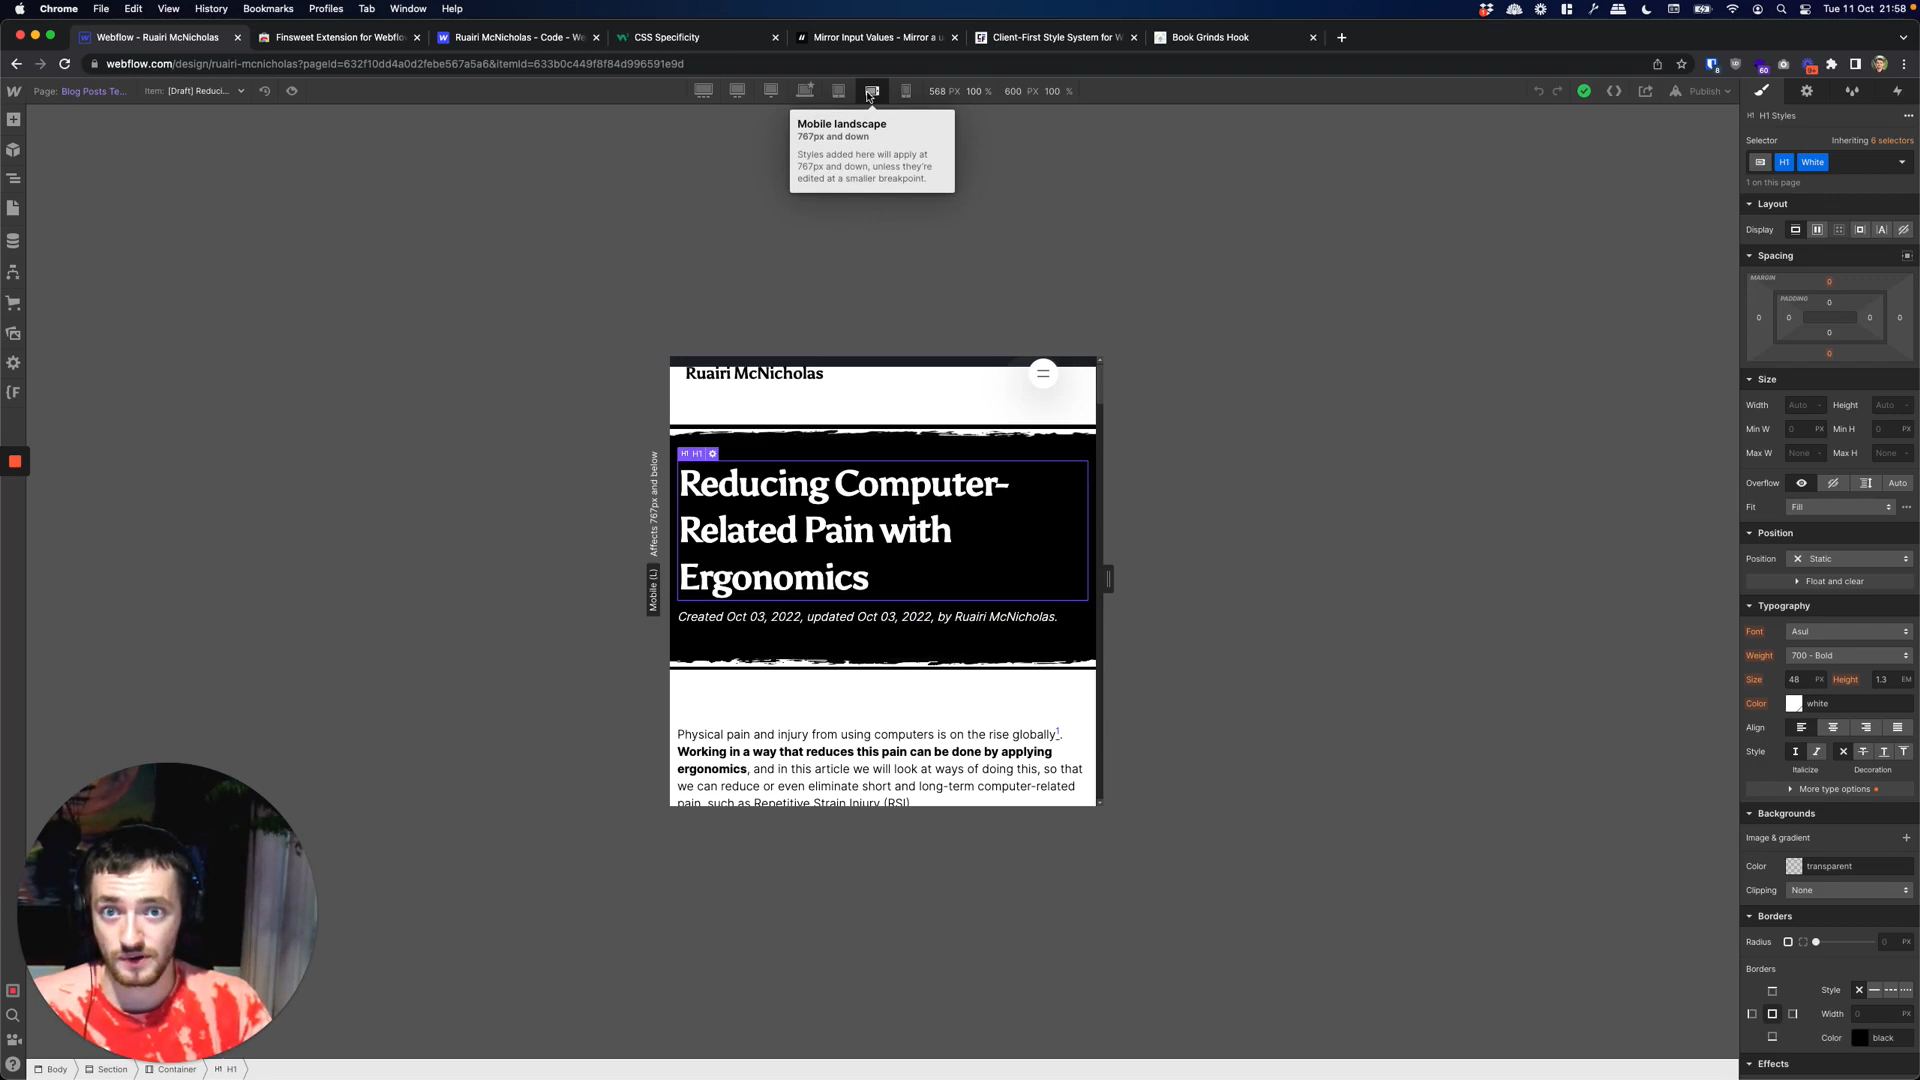 Chrome File Edit View History Bookmarks Profiles Tab Window Help
Tue 11 Oct 21:58
Webflow - Ruairi McNicholas
Finsweet Extension for Webflow
Ruairi McNicholas - Code - We
CSS Specificity
Mirror Input Values - Mirror a u
Client-First Style System for W
Book Grinds Hook
webflow.com/design/ruairi-mcnicholas?pageId=632f10dd4a0d2febe567a5a6&itemId=633b0c449f8f84d996591e9d
8
60
9+
Page: Blog Posts Te...
Item: [Draft] Reduci...
568 PX 100 % 600 PX 100 %
Publish
Mobile landscape
767px and down
Styles added here will apply at
767px and down, unless they're
edited at a smaller breakpoint.
Ruairi McNicholas
H1 H1
Reducing Computer-
Related Pain with
Ergonomics
Created Oct 03, 2022, updated Oct 03, 2022, by Ruairi McNicholas.
Affects 767px and below
Mobile (L)
Physical pain and injury from using computers is on the rise globally1.
Working in a way that reduces this pain can be done by applying
ergonomics, and in this article we will look at ways of doing this, so that
we can reduce or even eliminate short and long-term computer-related
pain, such as Repetitive Strain Injury (RSI)
H1 H1 Styles
Selector Inheriting 6 selectors
H1 White
1 on this page
Layout
Display
Spacing
MARGIN
0
PADDING
0
0 0 0 0
0
0
Size
Width Auto - Height Auto -
Min W 0 PX Min H 0 PX
Max W None - Max H None -
Overflow Auto
Fit Fill
Position
Position Static
Float and clear
Typography
Font Asul
Weight 700 - Bold
Size 48 PX Height 1.3 EM
Color white
Align
Style
Italicize Decoration
More type options
Backgrounds
Image & gradient
Color transparent
Clipping None
Borders
Radius 0 PX
Borders
Style
Width 0 PX
Color black
Effects
Body Section Container H1 H1